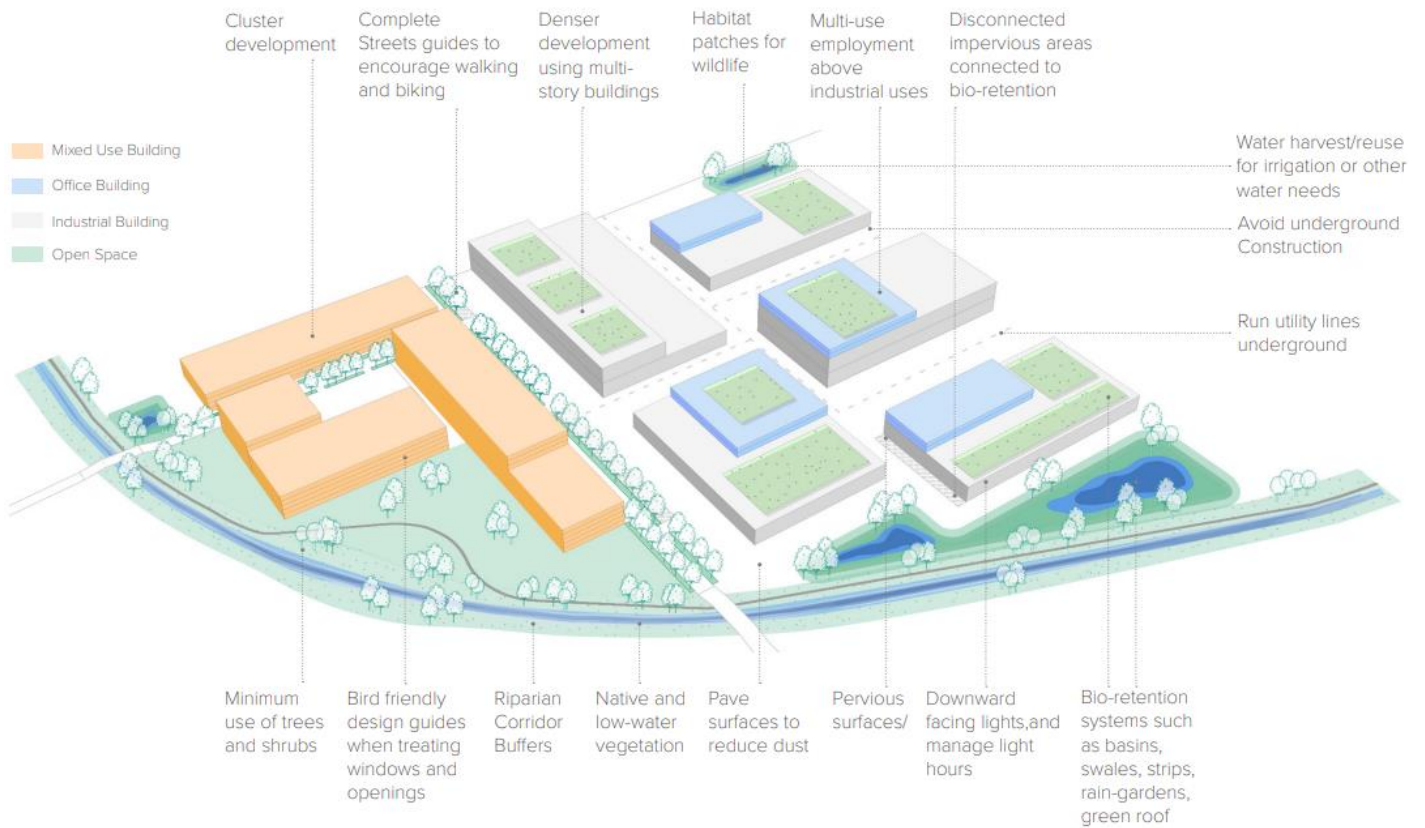 Cluster
development
Complete
Streets guides to
encourage walking
and biking
Denser
development
using multi-
story buildings
Habitat
patches for
wildlife
Multi-use
employment
above
industrial uses
Disconnected
impervious areas
connected to
bio-retention
Mixed Use Building
Office Building
Industrial Building
Open Space
Water harvest/reuse
for irrigation or other
water needs
Avoid underground
Construction
Run utility lines
underground
Minimum
use of trees
and shrubs
Bird friendly
design guides
when treating
windows and
openings
Riparian
Corridor
Buffers
Native and
low-water
vegetation
Pave
surfaces to
reduce dust
Pervious
surfaces/
Downward
facing lights,and
manage light
hours
Bio-retention
systems such
as basins,
swales, strips,
rain-gardens,
green roof